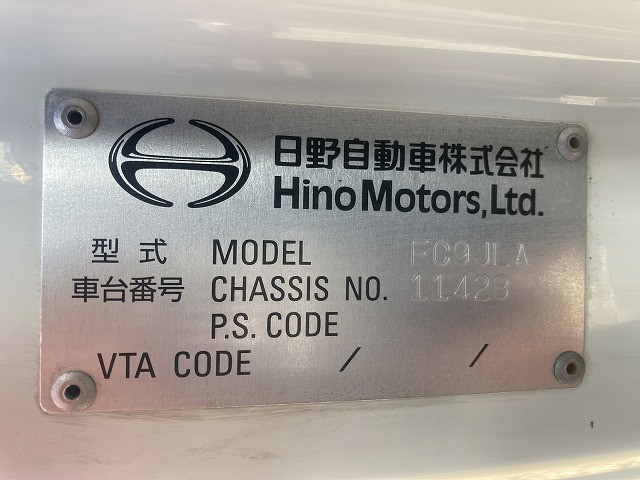 日野自動車株式会社
Hino Motors,Ltd.
型式 MODEL FC9JLA
車台番号 CHASSIS NO. 11423
P.S. CODE
VTA CODE / /